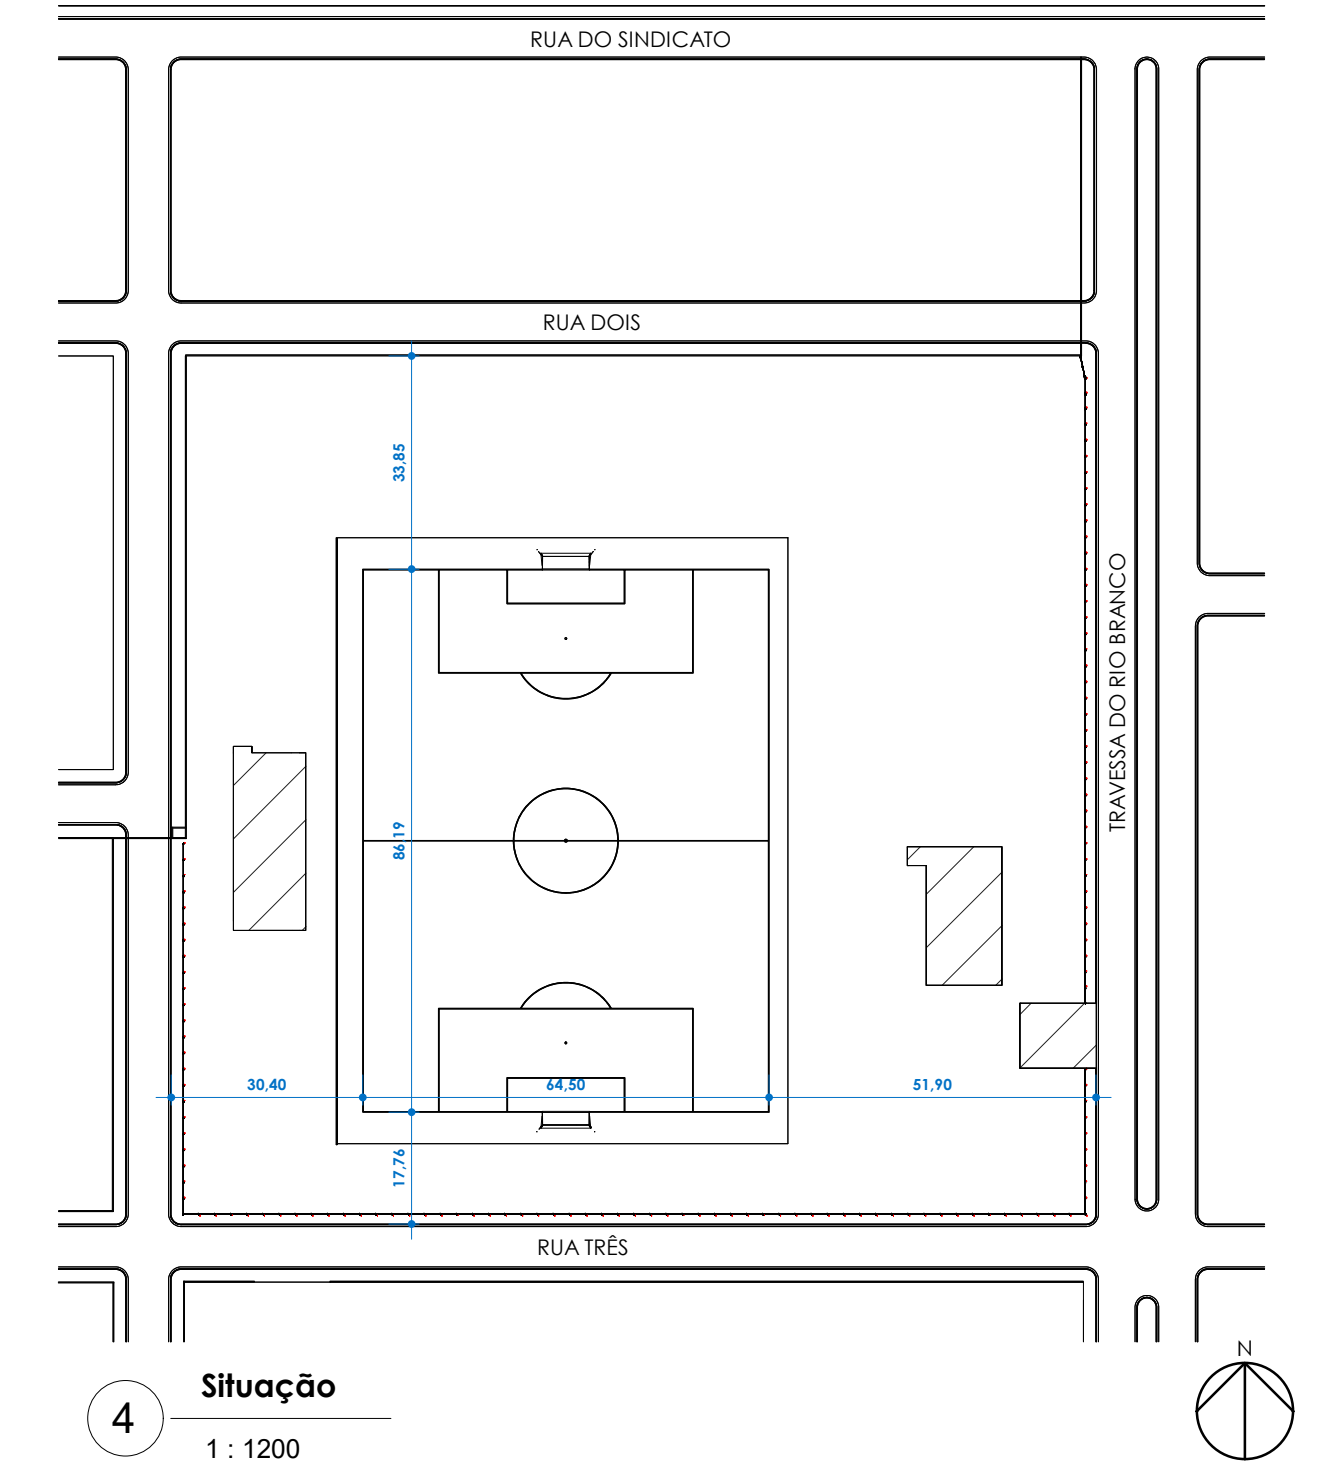 RUA DO SINDICATO
RUA DOIS
33,85
TRAVESSA DO RIO BRANCO
86,19
30,40
64,50
51,90
17,76
RUA TRÊS
N
Situação
4
1 : 1200